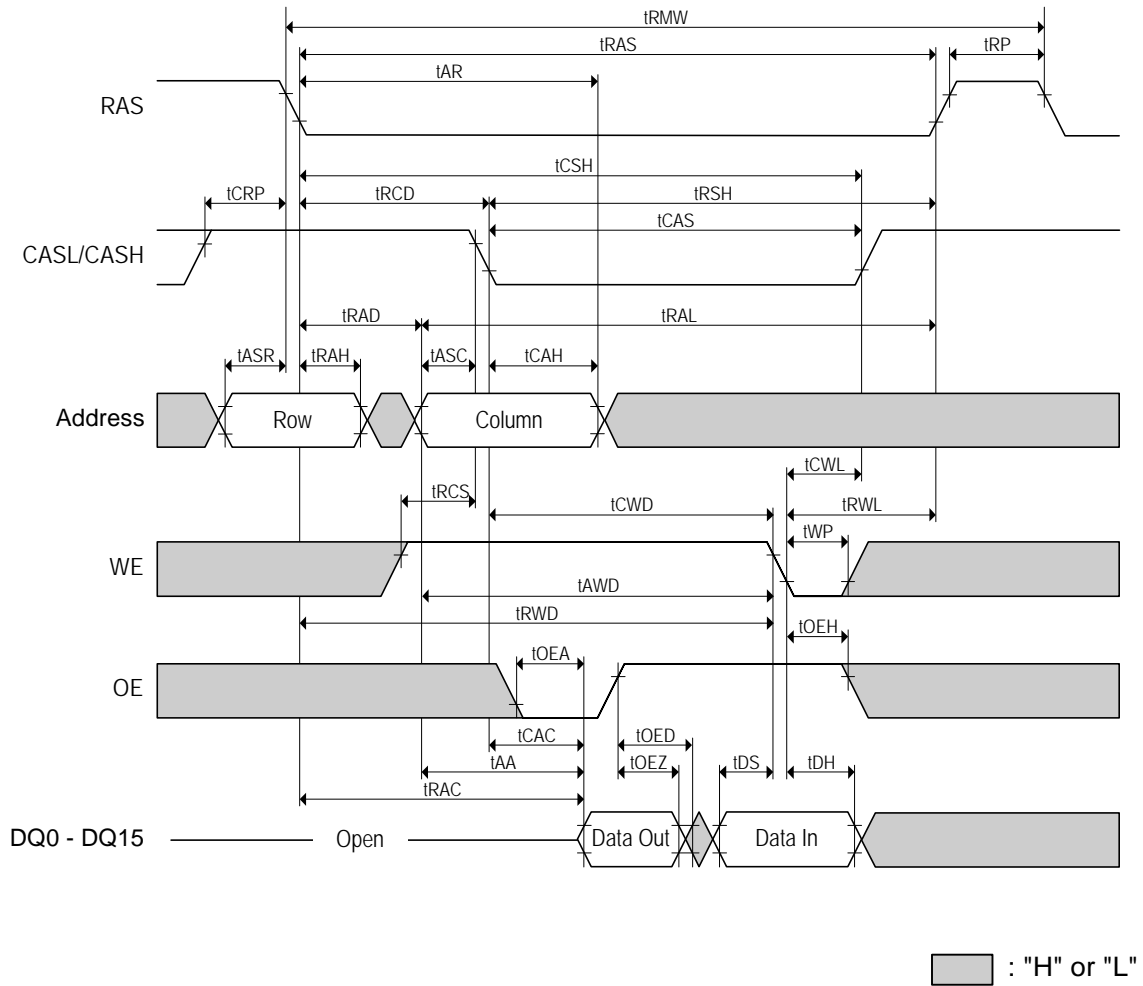 tRMW
tRAS
tRP
tAR
RAS
tCSH
tCRP
tRCD
tRSH
tCAS
CASL/CASH
tRAD
tRAL
tASR
tRAH
tASC
tCAH
Address
Row
Column
tCWL
tRCS
tCWD
tRWL
tWP
WE
tAWD
tRWD
tOEH
tOEA
OE
tCAC
tOED
tAA
tOEZ
tDS
tDH
tRAC
DQ0 - DQ15
Open
Data Out
Data In
: "H" or "L"